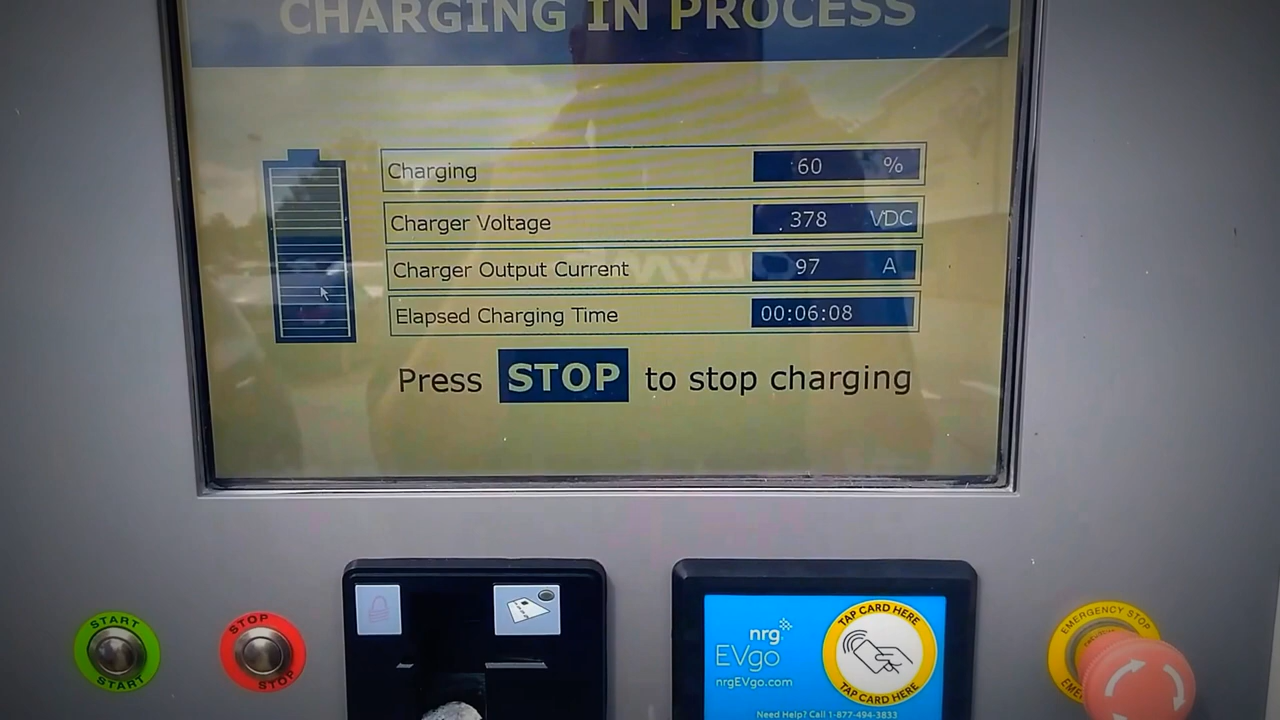 CHARGING IN PROCESS
Charging 60 %
Charger Voltage 378 VDC
Charger Output Current 97 A
Elapsed Charging Time 00:06:08
Press STOP to stop charging
START
START
STOP
STOP
nrg
EVgo
nrgEVgo.com
TAP CARD HERE
TAP CARD HERE
Need Help? Call 1-877-494-3833
EMERGENCY STOP